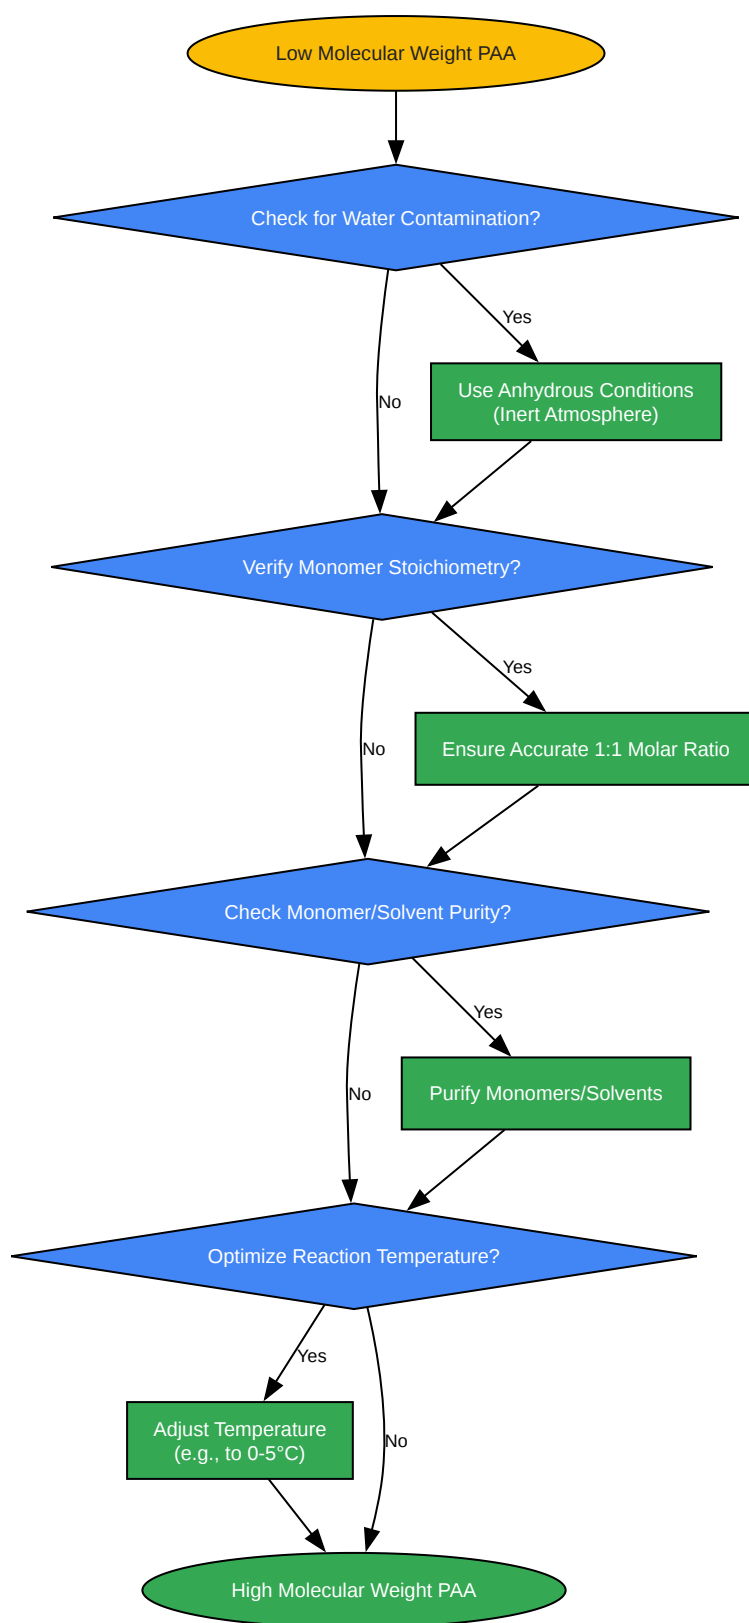 Low Molecular Weight PAA
Check for Water Contamination?
Yes
Use Anhydrous Conditions
(Inert Atmosphere)
No
Verify Monomer Stoichiometry?
Yes
Ensure Accurate 1:1 Molar Ratio
No
Check Monomer/Solvent Purity?
Yes
Purify Monomers/Solvents
No
Optimize Reaction Temperature?
Yes
Adjust Temperature
(e.g., to 0-5°C)
No
High Molecular Weight PAA